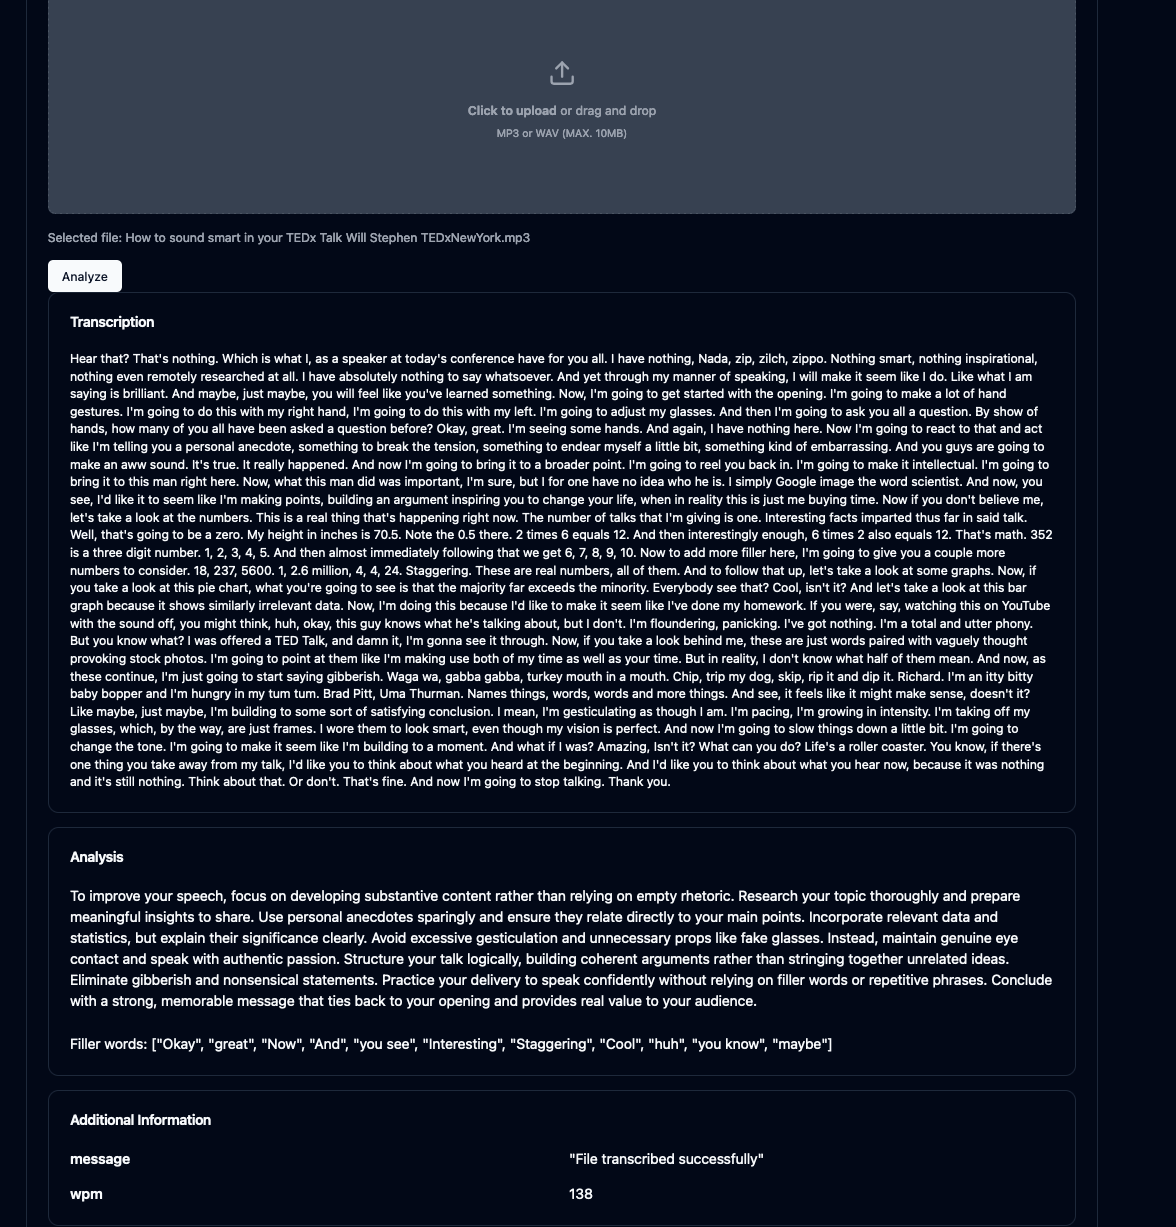 Click to upload or drag and drop
MP3 or WAV (MAX. 10MB)
Selected file: How to sound smart in your TEDx Talk Will Stephen TEDxNewYork.mp3
Analyze
Transcription
Hear that? That's nothing. Which is what I, as a speaker at today's conference have for you all. I have nothing, Nada, zip, zilch, zippo. Nothing smart, nothing inspirational,
nothing even remotely researched at all. I have absolutely nothing to say whatsoever. And yet through my manner of speaking, I will make it seem like I do. Like what I am
saying is brilliant. And maybe, just maybe, you will feel like you've learned something. Now, I'm going to get started with the opening. I'm going to make a lot of hand
gestures. I'm going to do this with my right hand, I'm going to do this with my left. I'm going to adjust my glasses. And then I'm going to ask you all a question. By show of
hands, how many of you all have been asked a question before? Okay, great. I'm seeing some hands. And again, I have nothing here. Now I'm going to react to that and act
like I'm telling you a personal anecdote, something to break the tension, something to endear myself a little bit, something kind of embarrassing. And you guys are going to
make an aww sound. It's true. It really happened. And now I'm going to bring it to a broader point. I'm going to reel you back in. I'm going to make it intellectual. I'm going to
bring it to this man right here. Now, what this man did was important, I'm sure, but I for one have no idea who he is. I simply Google image the word scientist. And now, you
see, I'd like it to seem like I'm making points, building an argument inspiring you to change your life, when in reality this is just me buying time. Now if you don't believe me,
let's take a look at the numbers. This is a real thing that's happening right now. The number of talks that I'm giving is one. Interesting facts imparted thus far in said talk.
Well, that's going to be a zero. My height in inches is 70.5. Note the 0.5 there. 2 times 6 equals 12. And then interestingly enough, 6 times 2 also equals 12. That's math. 352
is a three digit number. 1, 2, 3, 4, 5. And then almost immediately following that we get 6, 7, 8, 9, 10. Now to add more filler here, I'm going to give you a couple more
numbers to consider. 18, 237, 5600. 1, 2.6 million, 4, 4, 24. Staggering. These are real numbers, all of them. And to follow that up, let's take a look at some graphs. Now, if
you take a look at this pie chart, what you're going to see is that the majority far exceeds the minority. Everybody see that? Cool, isn't it? And let's take a look at this bar
graph because it shows similarly irrelevant data. Now, I'm doing this because I'd like to make it seem like I've done my homework. If you were, say, watching this on YouTube
with the sound off, you might think, huh, okay, this guy knows what he's talking about, but I don't. I'm floundering, panicking. I've got nothing. I'm a total and utter phony.
But you know what? I was offered a TED Talk, and damn it, I'm gonna see it through. Now, if you take a look behind me, these are just words paired with vaguely thought
provoking stock photos. I'm going to point at them like I'm making use both of my time as well as your time. But in reality, I don't know what half of them mean. And now, as
these continue, I'm just going to start saying gibberish. Waga wa, gabba gabba, turkey mouth in a mouth. Chip, trip my dog, skip, rip it and dip it. Richard. I'm an itty bitty
baby bopper and I'm hungry in my tum tum. Brad Pitt, Uma Thurman. Names things, words, words and more things. And see, it feels like it might make sense, doesn't it?
Like maybe, just maybe, I'm building to some sort of satisfying conclusion. I mean, I'm gesticulating as though I am. I'm pacing, I'm growing in intensity. I'm taking off my
glasses, which, by the way, are just frames. I wore them to look smart, even though my vision is perfect. And now I'm going to slow things down a little bit. I'm going to
change the tone. I'm going to make it seem like I'm building to a moment. And what if I was? Amazing, Isn't it? What can you do? Life's a roller coaster. You know, if there's
one thing you take away from my talk, I'd like you to think about what you heard at the beginning. And I'd like you to think about what you hear now, because it was nothing
and it's still nothing. Think about that. Or don't. That's fine. And now I'm going to stop talking. Thank you.
Analysis
To improve your speech, focus on developing substantive content rather than relying on empty rhetoric. Research your topic thoroughly and prepare
meaningful insights to share. Use personal anecdotes sparingly and ensure they relate directly to your main points. Incorporate relevant data and
statistics, but explain their significance clearly. Avoid excessive gesticulation and unnecessary props like fake glasses. Instead, maintain genuine eye
contact and speak with authentic passion. Structure your talk logically, building coherent arguments rather than stringing together unrelated ideas.
Eliminate gibberish and nonsensical statements. Practice your delivery to speak confidently without relying on filler words or repetitive phrases. Conclude
with a strong, memorable message that ties back to your opening and provides real value to your audience.
Filler words: ["Okay", "great", "Now", "And", "you see", "Interesting", "Staggering", "Cool", "huh", "you know", "maybe"]
Additional Information
message "File transcribed successfully"
wpm 138